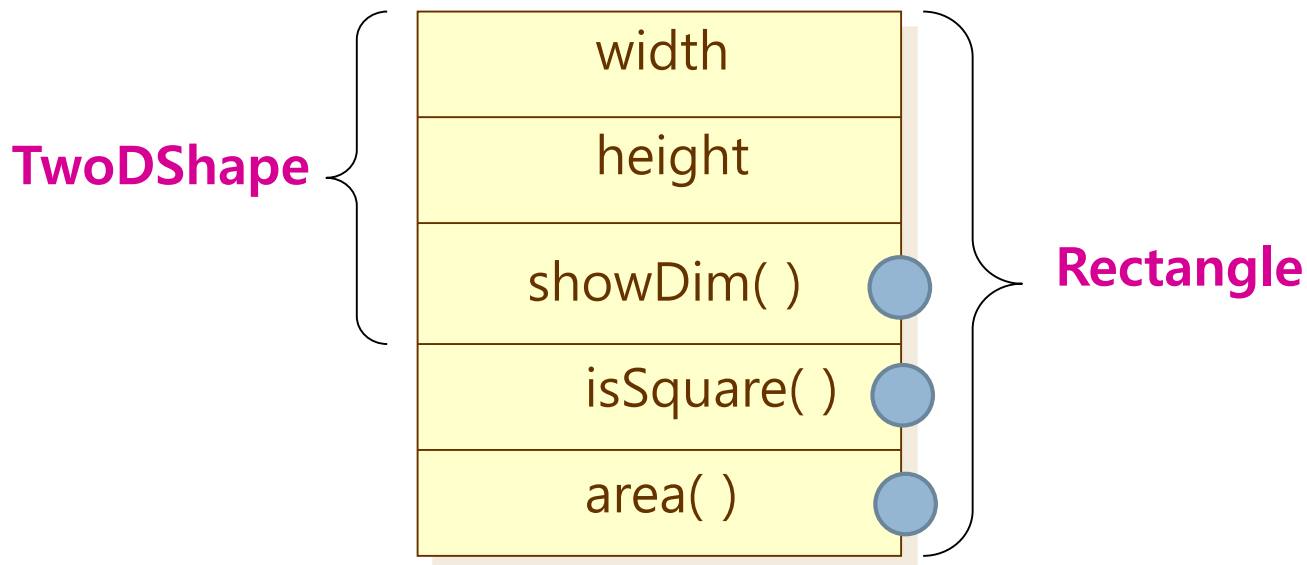 TwoDShape
width
height
showDim( )
isSquare( )
area( )
Rectangle